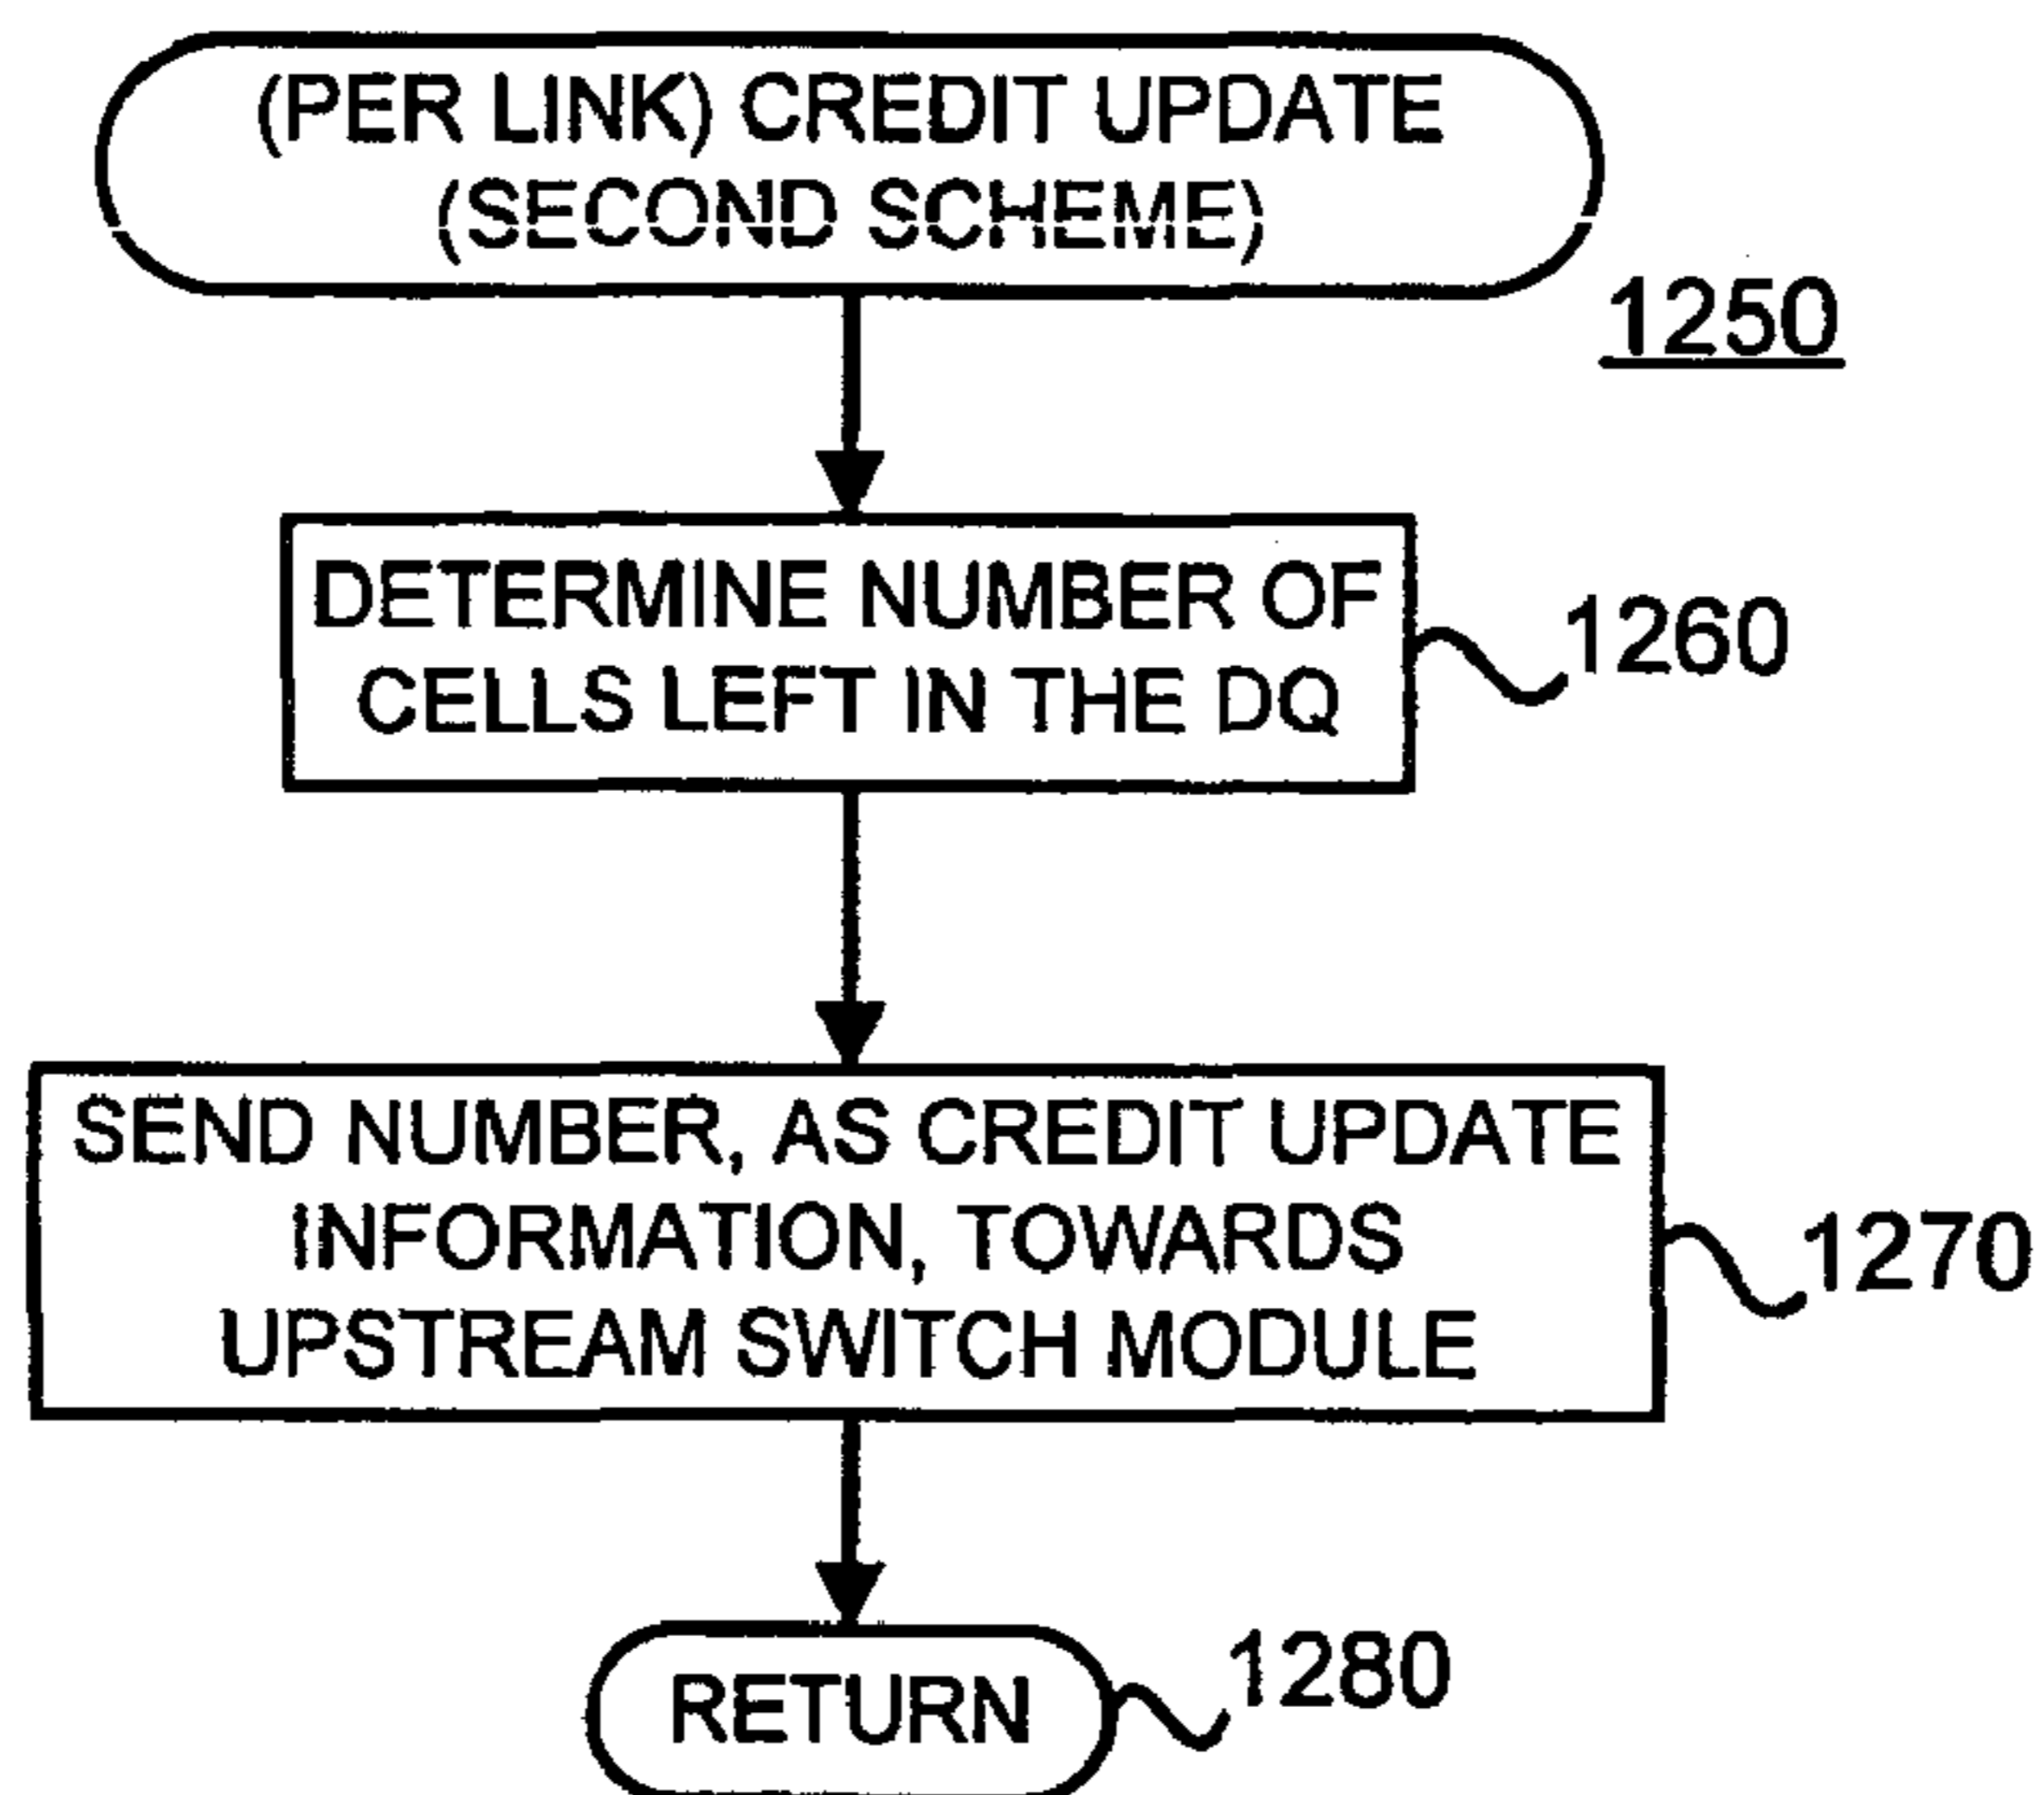 (PER LINK) CREDIT UPDATE
(SECOND SCHEME)
1250
DETERMINE NUMBER OF
CELLS LEFT IN THE DQ
1260
SEND NUMBER, AS CREDIT UPDATE
INFORMATION, TOWARDS
UPSTREAM SWITCH MODULE
1270
RETURN
1280